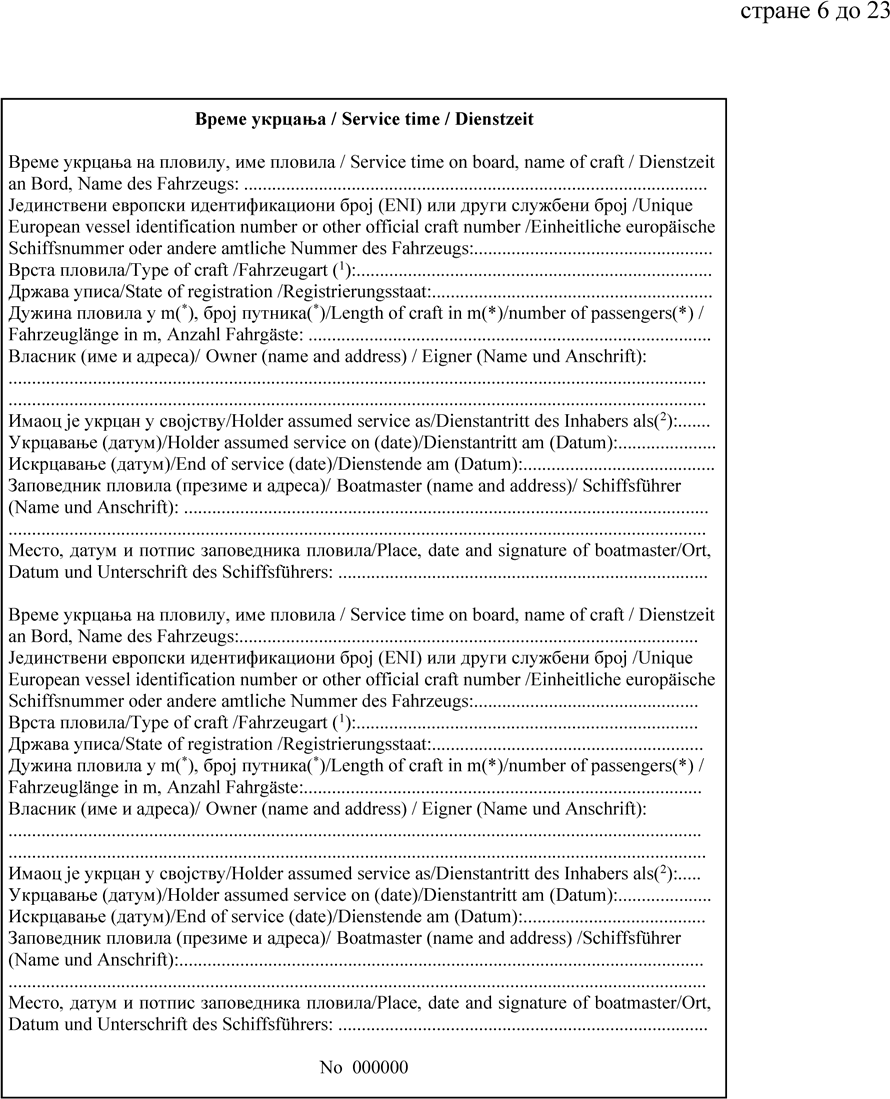 стране 6 до 23
Време укрцања / Service time / Dienstzeit
Време укрцања на пловилу, име пловила / Service time on board, name of craft / Dienstzeit
an Bord, Name des Fahrzeugs: ...................................................................................................
Јединствени европски идентификациони број (ENI) или други службени број /Unique
European vessel identification number or other official craft number /Einheitliche europäische
Schiffsnummer oder andere amtliche Nummer des Fahrzeugs:...................................................
Врста пловила/Type of craft /Fahrzeugart (¹):............................................................................
Држава уписа/State of registration /Registrierungsstaat:............................................................
Дужина пловила у m(*), број путника(*)/Length of craft in m(*)/number of passengers(*) /
Fahrzeuglänge in m, Anzahl Fahrgäste: ......................................................................................
Власник (име и адреса)/ Owner (name and address) / Eigner (Name und Anschrift):
.....................................................................................................................................................
.....................................................................................................................................................
Имаоц је укрцан у својству/Holder assumed service as/Dienstantritt des Inhabers als(²):.......
Укрцавање (датум)/Holder assumed service on (date)/Dienstantritt am (Datum):.....................
Искрцавање (датум)/End of service (date)/Dienstende am (Datum):.........................................
Заповедник пловила (презиме и адреса)/ Boatmaster (name and address)/ Schiffsführer
(Name und Anschrift): ................................................................................................................
.....................................................................................................................................................
Место, датум и потпис заповедника пловила/Place, date and signature of boatmaster/Ort,
Datum und Unterschrift des Schiffsführers: ...............................................................................
Време укрцања на пловилу, име пловила / Service time on board, name of craft / Dienstzeit
an Bord, Name des Fahrzeugs:..................................................................................................
Јединствени европски идентификациони број (ENI) или други службени број /Unique
European vessel identification number or other official craft number /Einheitliche europäische
Schiffsnummer oder andere amtliche Nummer des Fahrzeugs:................................................
Врста пловила/Type of craft /Fahrzeugart (¹):.........................................................................
Држава уписа/State of registration /Registrierungsstaat:..........................................................
Дужина пловила у m(*), број путника(*)/Length of craft in m(*)/number of passengers(*) /
Fahrzeuglänge in m, Anzahl Fahrgäste:.....................................................................................
Власник (име и адреса)/ Owner (name and address) / Eigner (Name und Anschrift):
....................................................................................................................................................
.....................................................................................................................................................
Имаоц је укрцан у својству/Holder assumed service as/Dienstantritt des Inhabers als(²):.....
Укрцавање (датум)/Holder assumed service on (date)/Dienstantritt am (Datum):....................
Искрцавање (датум)/End of service (date)/Dienstende am (Datum):.......................................
Заповедник пловила (презиме и адреса)/ Boatmaster (name and address) /Schiffsführer
(Name und Anschrift):................................................................................................................
.....................................................................................................................................................
Место, датум и потпис заповедника пловила/Place, date and signature of boatmaster/Ort,
Datum und Unterschrift des Schiffsführers: ...............................................................................
No 000000